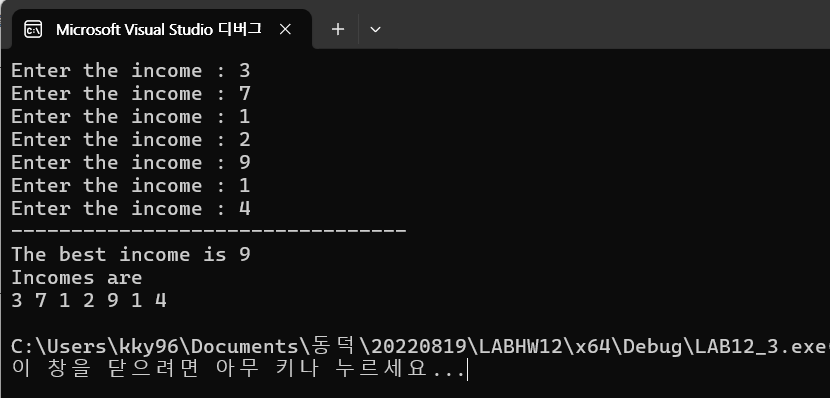 Microsoft Visual Studio 디버그
Enter the income : 3
Enter the income : 7
Enter the income : 1
Enter the income : 2
Enter the income : 9
Enter the income : 1
Enter the income : 4
---------------------------------
The best income is 9
Incomes are
3 7 1 2 9 1 4
C:\Users\kky96\Documents\동덕\20220819\LABHW12\x64\Debug\LAB12_3.exe
이 창을 닫으려면 아무 키나 누르세요...